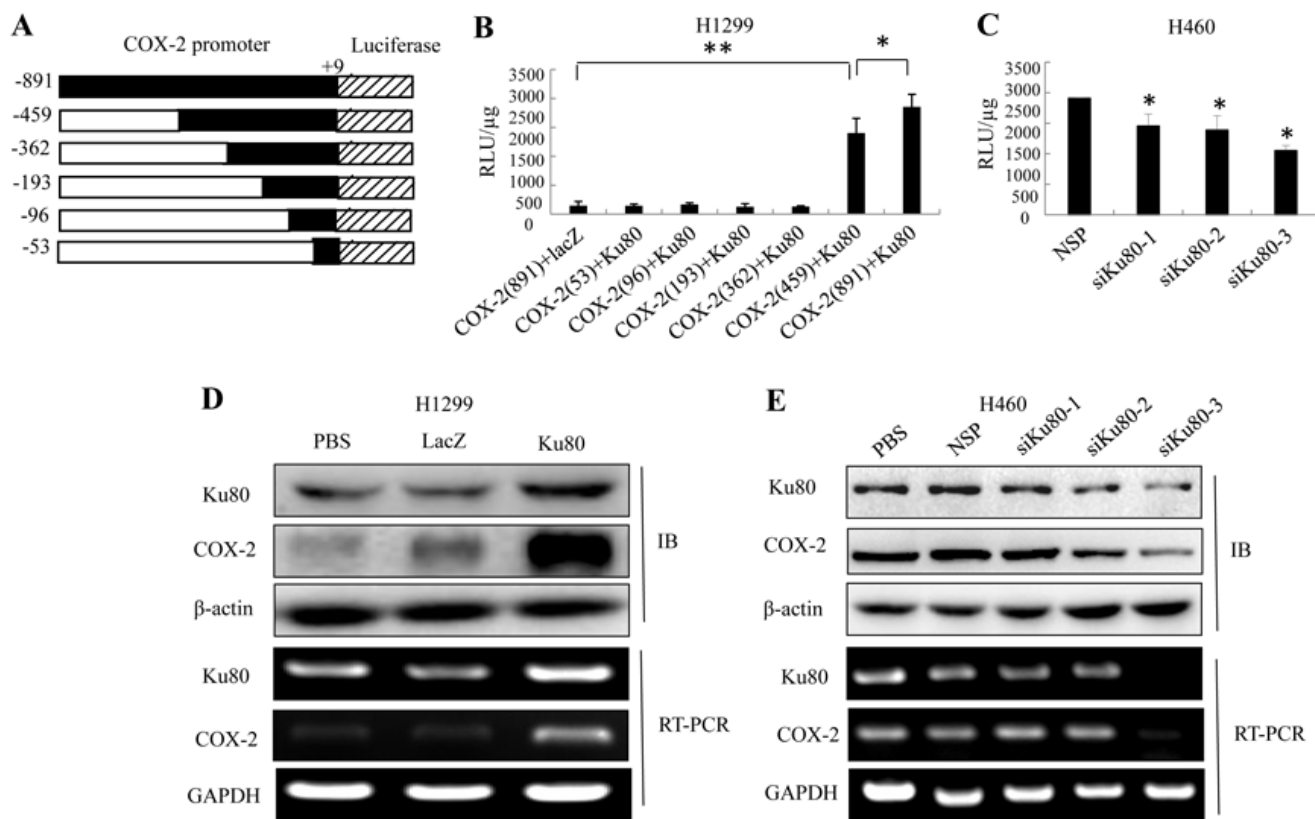 A
COX-2 promoter Luciferase
+9
-891
-459
-362
-193
-96
-53
B
H1299
** *
RLU/μg
3500
3000
2500
2000
1500
1000
500
0
COX-2(891)+lacZ
COX-2(53)+Ku80
COX-2(96)+Ku80
COX-2(193)+Ku80
COX-2(362)+Ku80
COX-2(459)+Ku80
COX-2(891)+Ku80
C
H460
* * *
RLU/μg
3500
3000
2500
2000
1500
1000
500
0
NSP
siKu80-1
siKu80-2
siKu80-3
D
H1299
PBS LacZ Ku80
Ku80
COX-2
β-actin
IB
Ku80
COX-2
GAPDH
RT-PCR
E
H460
PBS NSP siKu80-1 siKu80-2 siKu80-3
Ku80
COX-2
β-actin
IB
Ku80
COX-2
GAPDH
RT-PCR